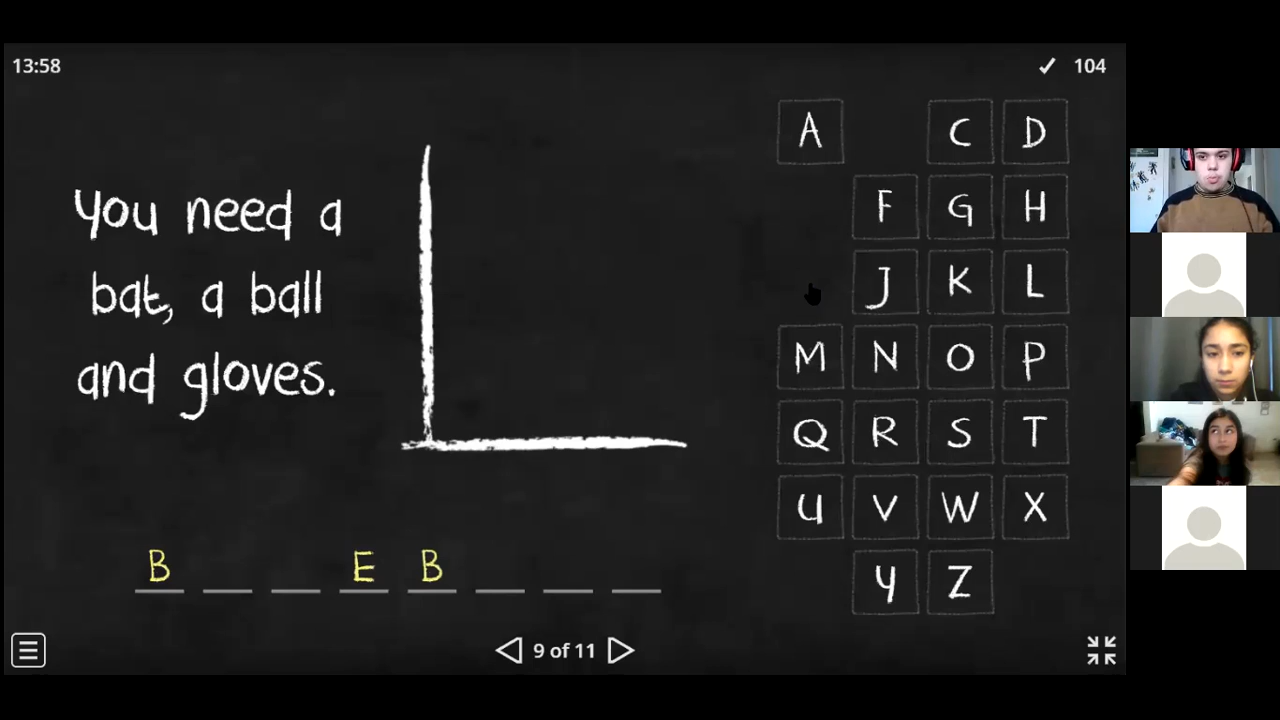 13:58
✓ 104
You need a
bat, a ball
and gloves.
A C D
F G H
J K L
M N O P
Q R S T
U V W X
Y Z
B _ _ E B _ _ _
9 of 11